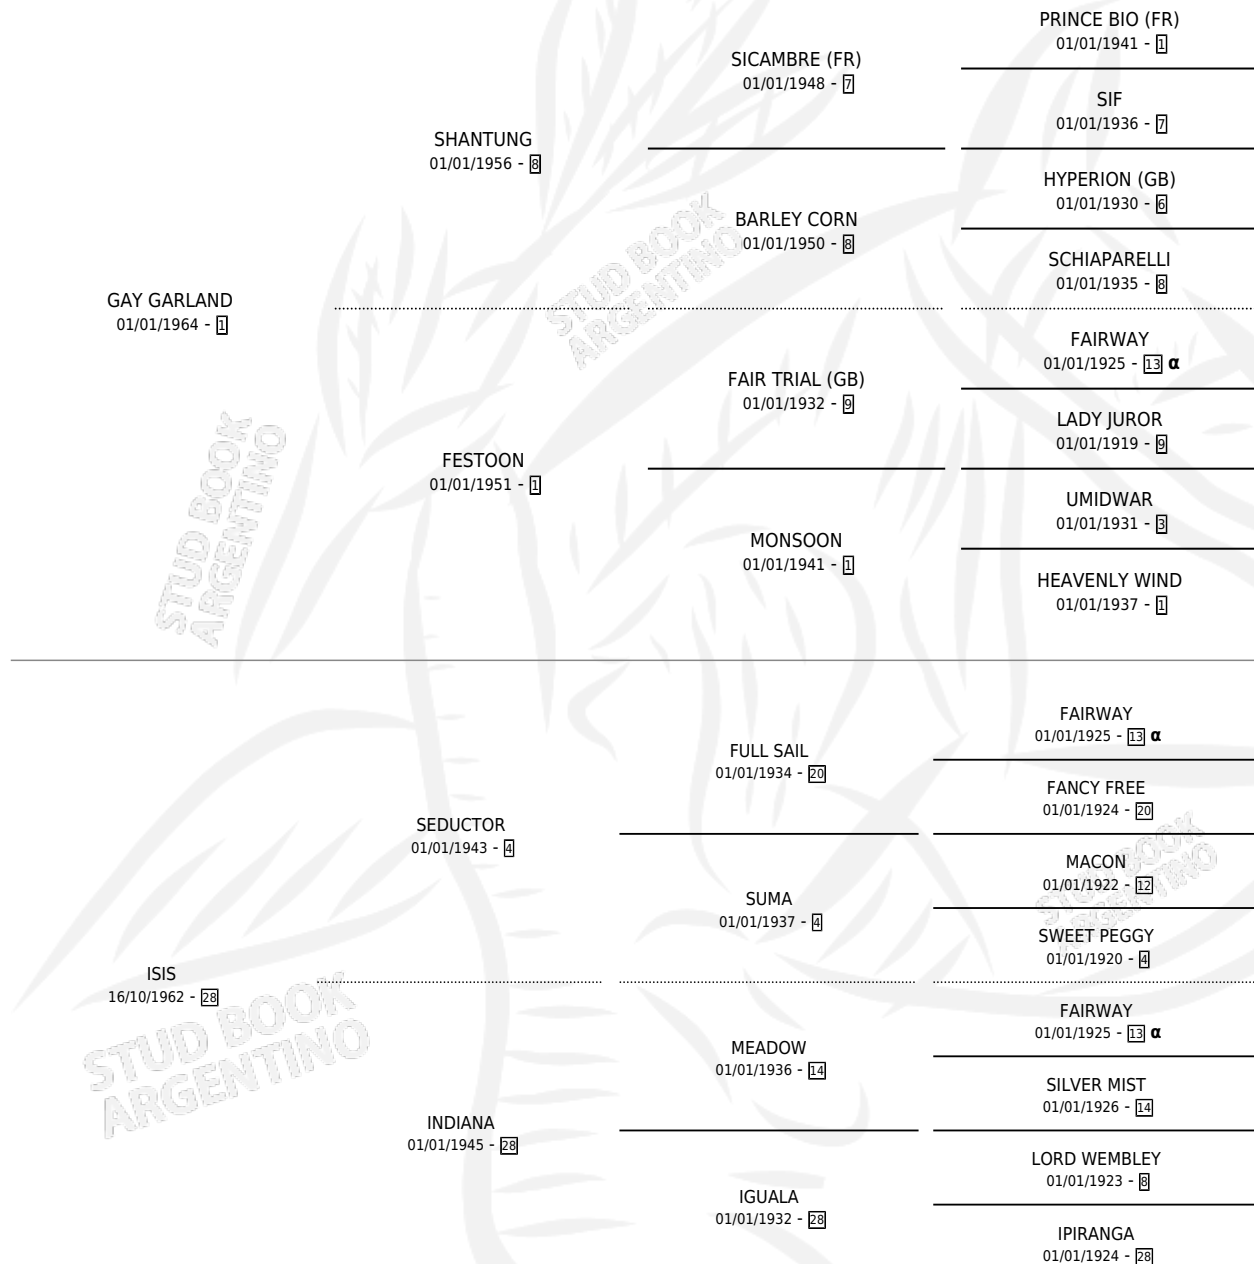 PRINCE BIO (FR)
01/01/1941 - 1
SICAMBRE (FR)
01/01/1948 - 7
SIF
01/01/1936 - 7
SHANTUNG
01/01/1956 - 8
HYPERION (GB)
01/01/1930 - 6
BARLEY CORN
01/01/1950 - 8
SCHIAPARELLI
01/01/1935 - 8
GAY GARLAND
01/01/1964 - 1
FAIRWAY
01/01/1925 - 13 α
FAIR TRIAL (GB)
01/01/1932 - 9
LADY JUROR
01/01/1919 - 9
FESTOON
01/01/1951 - 1
UMIDWAR
01/01/1931 - 3
MONSOON
01/01/1941 - 1
HEAVENLY WIND
01/01/1937 - 1
FAIRWAY
01/01/1925 - 13 α
FULL SAIL
01/01/1934 - 20
FANCY FREE
01/01/1924 - 20
SEDUCTOR
01/01/1943 - 4
MACON
01/01/1922 - 12
SUMA
01/01/1937 - 4
SWEET PEGGY
01/01/1920 - 4
ISIS
16/10/1962 - 28
FAIRWAY
01/01/1925 - 13 α
MEADOW
01/01/1936 - 14
SILVER MIST
01/01/1926 - 14
INDIANA
01/01/1945 - 28
LORD WEMBLEY
01/01/1923 - 8
IGUALA
01/01/1932 - 28
IPIRANGA
01/01/1924 - 28
STUD BOOK
ARGENTINO
STUD BOOK
ARGENTINO
STUD BOOK
ARGENTINO
STUD BOOK
ARGENTINO